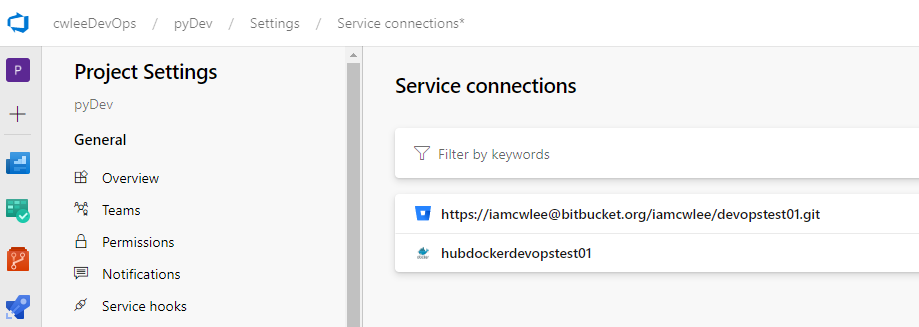 cwleeDevOps / pyDev / Settings / Service connections*
P
Project Settings
pyDev
General
Overview
Teams
Permissions
Notifications
Service hooks
Service connections
Filter by keywords
https://iamcwlee@bitbucket.org/iamcwlee/devopstest01.git
docker
hubdockerdevopstest01